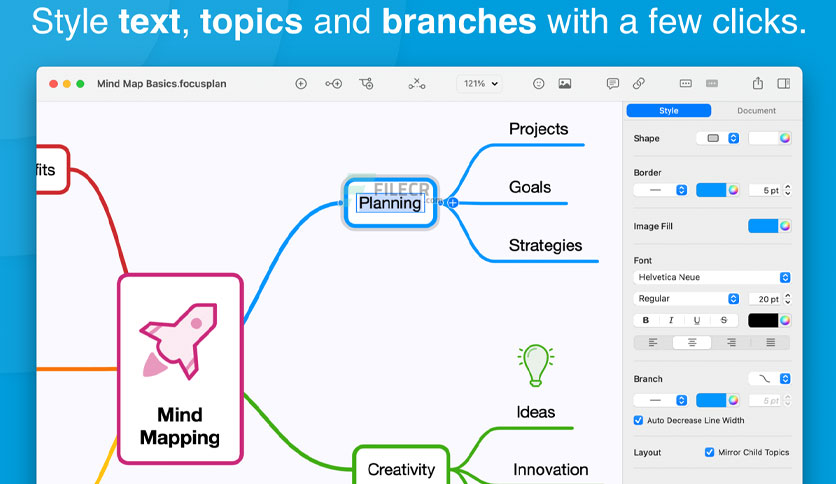 Style text, topics and branches with a few clicks.
Mind Map Basics.focusplan
121%
Style
Document
Shape
Border
5 pt
Image Fill
Font
Helvetica Neue
Regular
20 pt
B I U S
Branch
5 pt
Auto Decrease Line Width
Layout
Mirror Child Topics
fits
Projects
Goals
Strategies
FILECR
.com
Planning
Mind
Mapping
Ideas
Creativity
Innovation